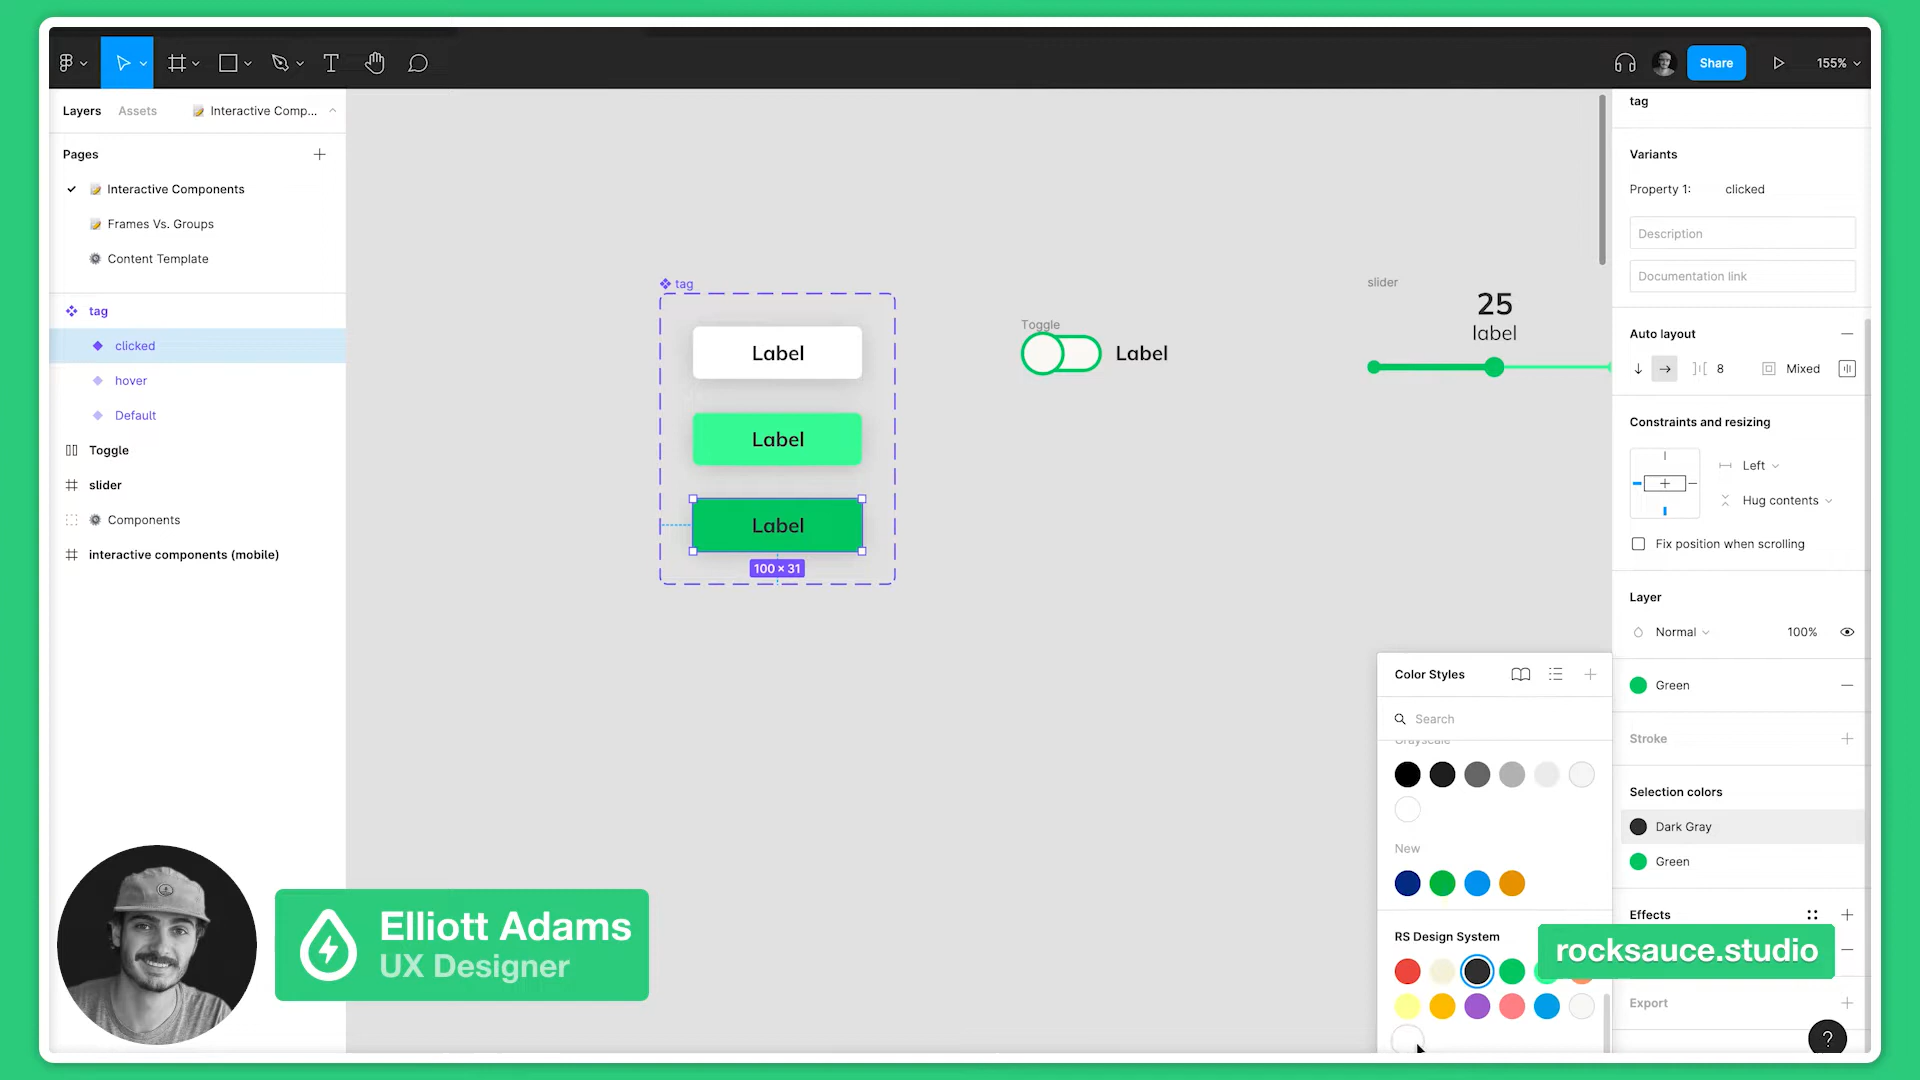 Share
155%
Layers
Assets
Interactive Comp...
Pages
Interactive Components
Frames Vs. Groups
Content Template
tag
clicked
hover
Default
Toggle
slider
Components
interactive components (mobile)
tag
Label
Label
Label
100 × 31
Toggle
Label
slider
25
label
tag
Variants
Property 1:
clicked
Description
Documentation link
Auto layout
8
Mixed
Constraints and resizing
Left
Hug contents
Fix position when scrolling
Layer
Normal
100%
Green
Stroke
Selection colors
Dark Gray
Green
Effects
Export
?
Color Styles
Search
Grayscale
New
RS Design System
rocksauce.studio
Elliott Adams
UX Designer